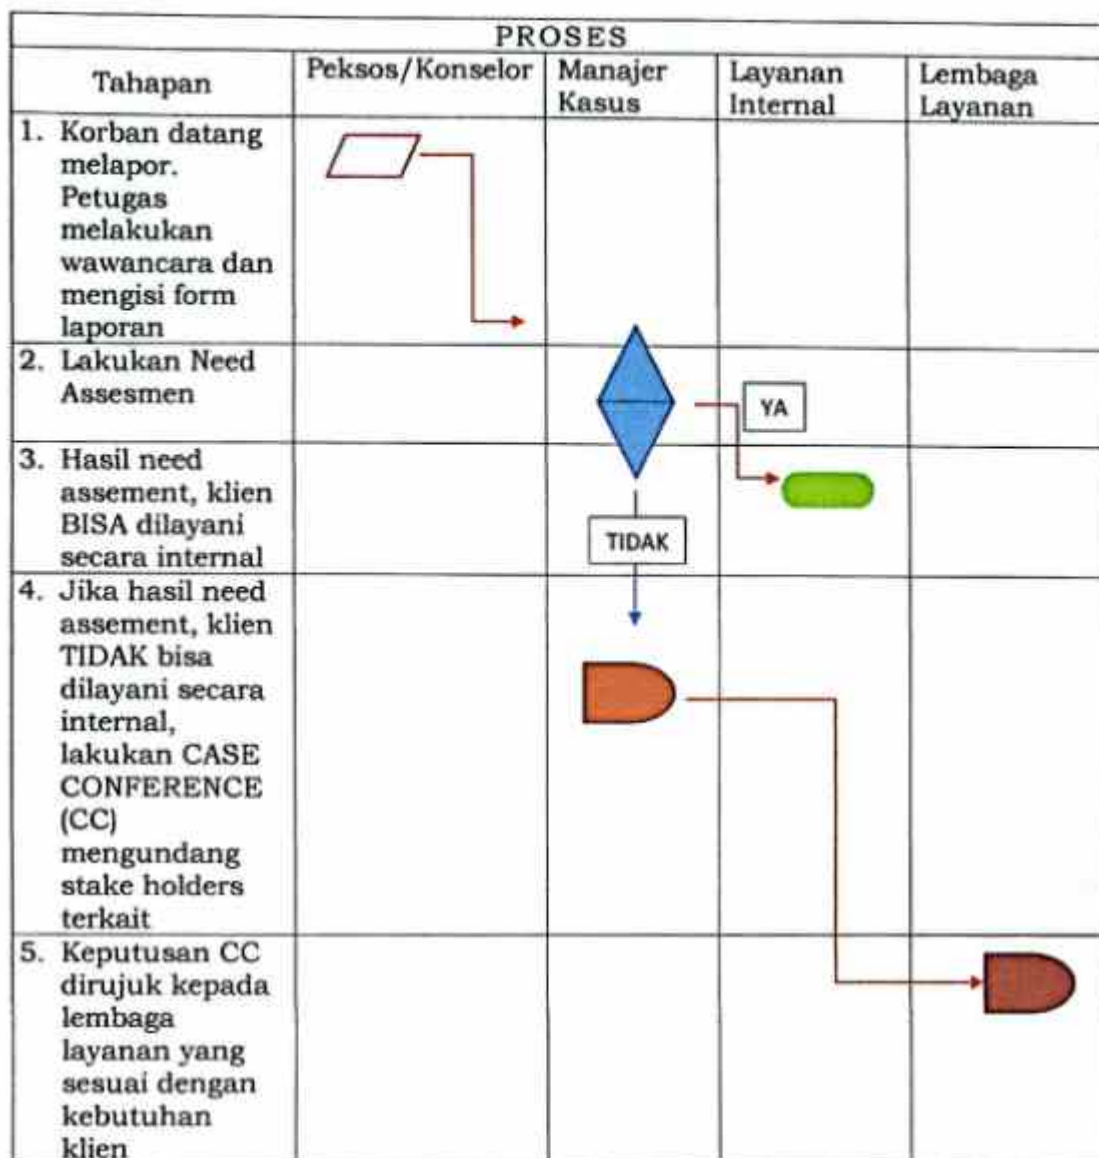 PROSES
Tahapan
Peksos/Konselor
Manajer
Kasus
Layanan
Internal
Lembaga
Layanan
1. Korban datang
melapor.
Petugas
melakukan
wawancara dan
mengisi form
laporan
2. Lakukan Need
Assesmen
YA
3. Hasil need
assement, klien
BISA dilayani
secara internal
TIDAK
4. Jika hasil need
assement, klien
TIDAK bisa
dilayani secara
internal,
lakukan CASE
CONFERENCE
(CC)
mengundang
stake holders
terkait
5. Keputusan CC
dirujuk kepada
lembaga
layanan yang
sesuai dengan
kebutuhan
klien